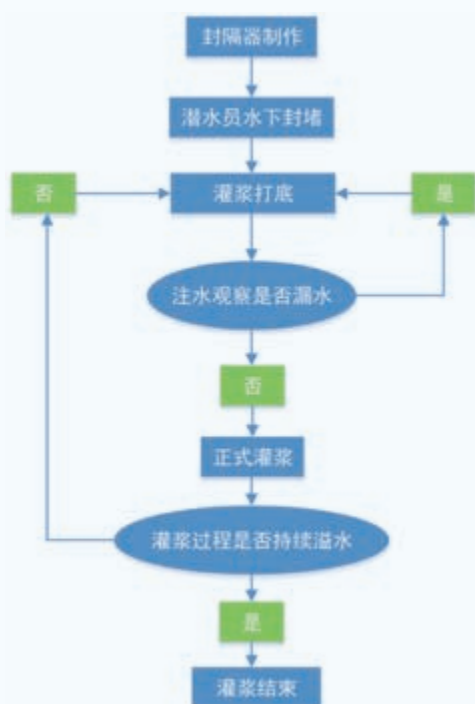 封隔器制作
潜水员水下封堵
否
灌浆打底
是
注水观察是否漏水
否
正式灌浆
灌浆过程是否持续溢水
是
灌浆结束